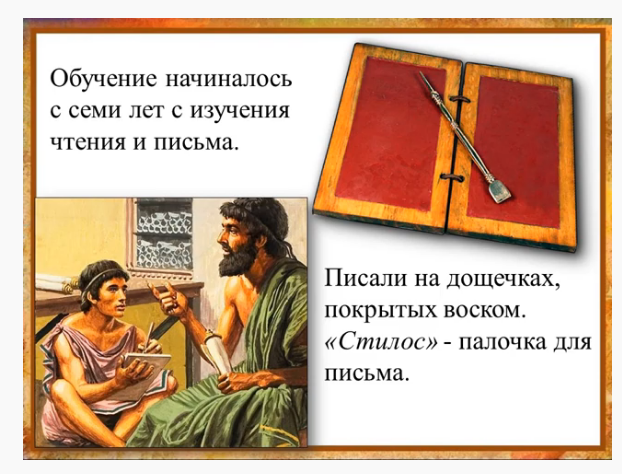 Обучение начиналось
с семи лет с изучения
чтения и письма.
Писали на дощечках,
покрытых воском.
«Стилос» - палочка для
письма.